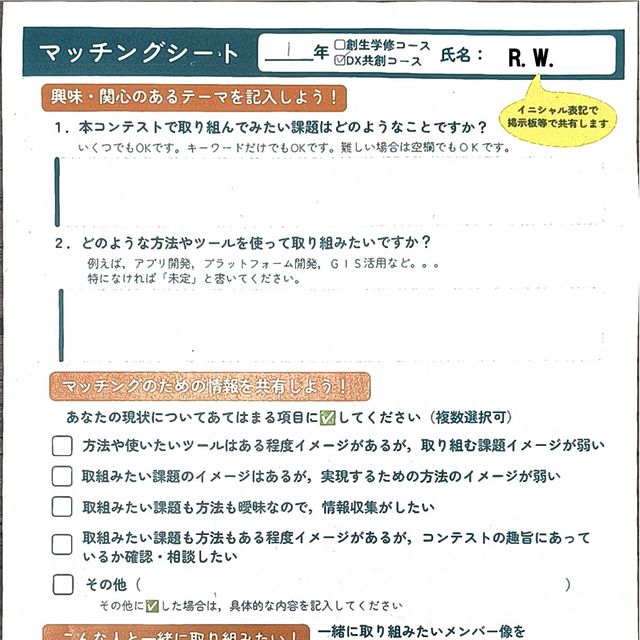 マッチングシート 1年 □創生学修コース 氏名： R. W.
☑DX共創コース
興味・関心のあるテーマを記入しよう！
イニシャル表記で
掲示板等で共有します
1．本コンテストで取り組んでみたい課題はどのようなことですか？
いくつでもOKです。キーワードだけでもOKです。難しい場合は空欄でもＯＫです。
2．どのような方法やツールを使って取り組みたいですか？
例えば，アプリ開発，プラットフォーム開発，ＧＩＳ活用など。。。
特になければ「未定」と書いてください。
マッチングのための情報を共有しよう！
あなたの現状についてあてはまる項目に✅してください（複数選択可）
□ 方法や使いたいツールはある程度イメージがあるが，取り組む課題イメージが弱い
□ 取組みたい課題のイメージはあるが，実現するための方法のイメージが弱い
□ 取組みたい課題も方法も曖昧なので，情報収集がしたい
□ 取組みたい課題も方法もある程度イメージがあるが，コンテストの趣旨にあって
いるか確認・相談したい
□ その他（ ）
その他に✅した場合は，具体的な内容を記入してください
こんな人と一緒に取り組みたい！ 一緒に取り組みたいメンバー像を